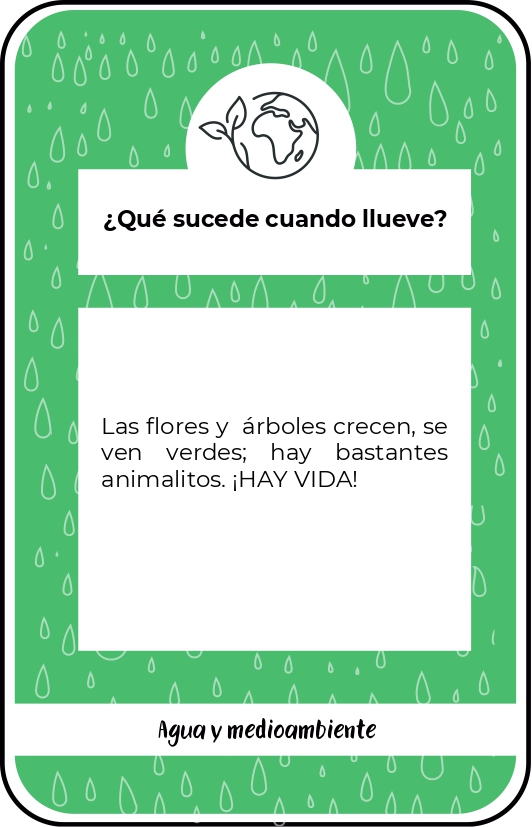 ¿Qué sucede cuando llueve?
Las flores y árboles crecen, se
ven verdes; hay bastantes
animalitos. ¡HAY VIDA!
Agua y medioambiente